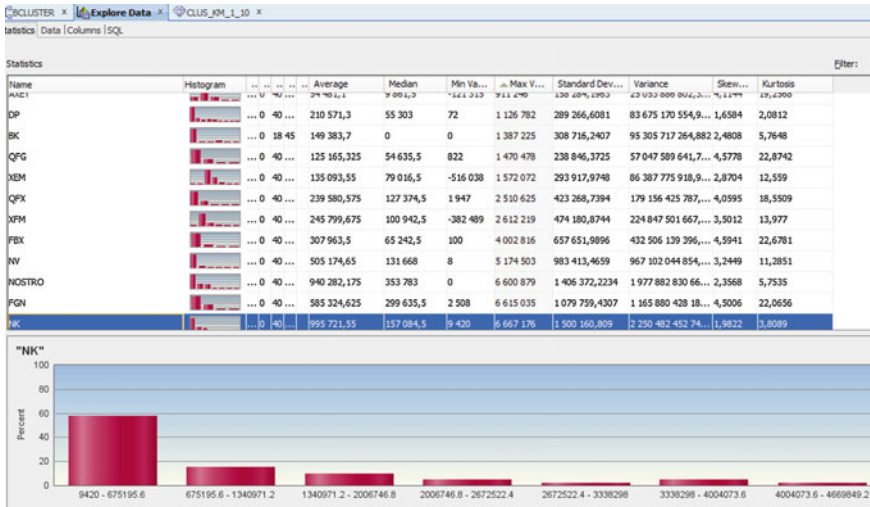 BCLUSTER × Explore Data × CLUS_KM_1_10 ×
tatistics Data Columns SQL
Statistics Filter:
Name Histogram .. .. .. .. .. Average Median Min Va... Max V... Standard Dev... Variance Skew... Kurtosis
DP ... 0 40 ... 210 571,3 55 303 72 1 126 782 289 266,6081 83 675 170 554,9... 1,6584 2,0812
BK ... 0 18 45 149 383,7 0 0 1 387 225 308 716,2407 95 305 717 264,882 2,4808 5,7648
QFG ... 0 40 ... 125 165,325 54 635,5 822 1 470 478 238 846,3725 57 047 589 641,7... 4,5778 22,8742
XEM ... 0 40 ... 135 093,55 79 016,5 -516 038 1 572 072 293 917,9748 86 387 775 918,9... 2,8704 12,559
QFX ... 0 40 ... 239 580,575 127 374,5 1 947 2 510 625 423 268,7394 179 156 425 787,... 4,0595 18,5509
XFM ... 0 40 ... 245 799,675 100 942,5 -382 489 2 612 219 474 180,8744 224 847 501 667,... 3,5012 13,977
FBX ... 0 40 ... 307 963,5 65 242,5 100 4 002 816 657 651,9896 432 506 139 396,... 4,5941 22,6781
NV ... 0 40 ... 505 174,65 131 668 8 5 174 503 983 413,4659 967 102 044 854,... 3,2449 11,2851
NOSTRO ... 0 40 ... 940 282,175 353 783 0 6 600 879 1 406 372,2234 1 977 882 830 66... 2,3568 5,7535
FGN ... 0 40 ... 585 324,625 299 635,5 2 508 6 615 035 1 079 759,4307 1 165 880 428 18... 4,5006 22,0656
NK ... 0 40 ... 995 721,55 157 084,5 9 420 6 667 176 1 500 160,809 2 250 482 452 74... 1,9822 3,8089
"NK"
100
80
60
40
20
0
Percent
9420 - 675195.6 675195.6 - 1340971.2 1340971.2 - 2006746.8 2006746.8 - 2672522.4 2672522.4 - 3338298 3338298 - 4004073.6 4004073.6 - 4669849.2